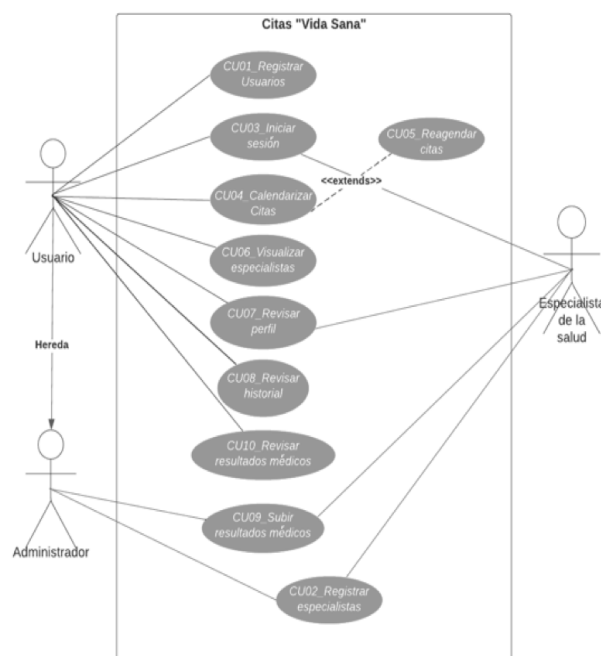 Citas "Vida Sana"
CU01_Registrar
Usuarios
CU03_Iniciar
sesión
CU05_Reagendar
citas
<<extends>>
CU04_Calendarizar
Citas
Usuario
CU06_Visualizar
especialistas
Especialista
de la
salud
CU07_Revisar
perfil
Hereda
CU08_Revisar
historial
CU10_Revisar
resultados médicos
Administrador
CU09_Subir
resultados médicos
CU02_Registrar
especialistas